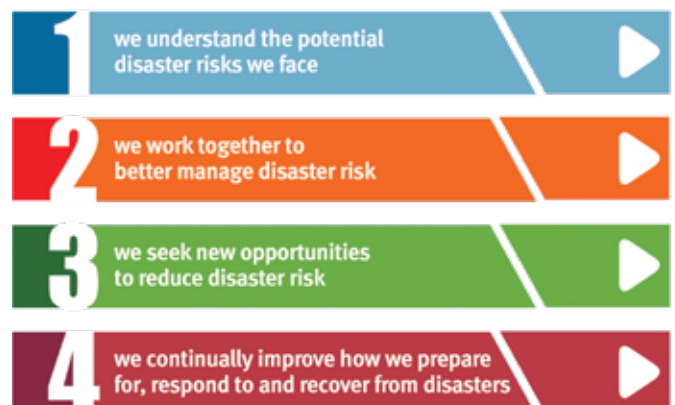 1
we understand the potential
disaster risks we face
2
we work together to
better manage disaster risk
3
we seek new opportunities
to reduce disaster risk
4
we continually improve how we prepare
for, respond to and recover from disasters